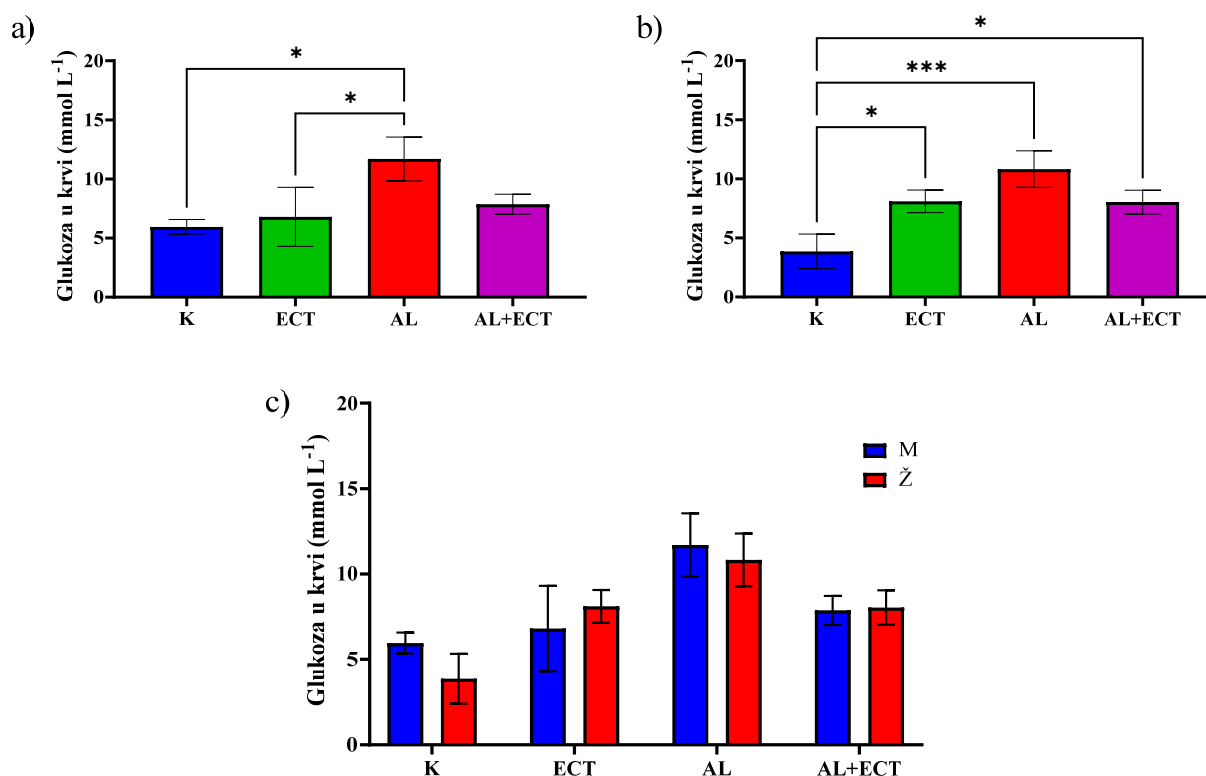 a)
Glukoza u krvi (mmol L⁻¹)
20
15
10
5
0
*
*
K
ECT
AL
AL+ECT
b)
Glukoza u krvi (mmol L⁻¹)
20
15
10
5
0
*
***
*
K
ECT
AL
AL+ECT
c)
Glukoza u krvi (mmol L⁻¹)
20
15
10
5
0
M
Ž
K
ECT
AL
AL+ECT